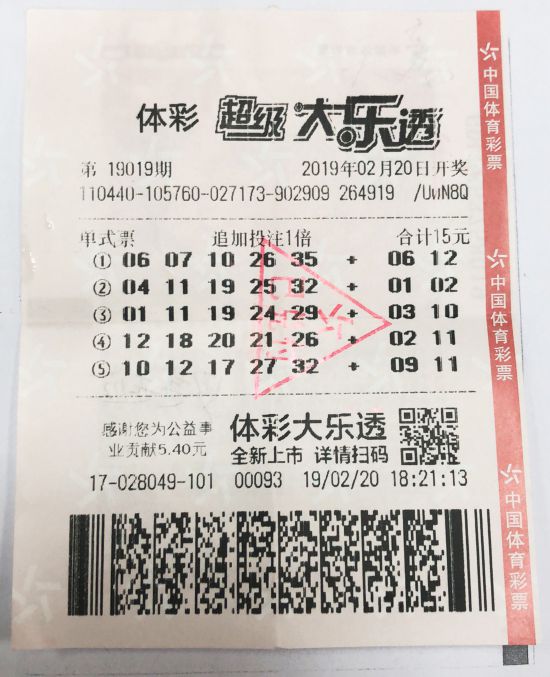 体彩 超级大乐透
第 19019期 2019年02月20日开奖
110440-105760-027173-902909 264919 /UwN8Q
单式票 追加投注1倍 合计15元
① 06 07 10 26 35 + 06 12
② 04 11 19 25 32 + 01 02
③ 01 11 19 24 29 + 03 10
④ 12 18 20 21 26 + 02 11
⑤ 10 12 17 27 32 + 09 11
感谢您为公益事
业贡献5.40元
体彩大乐透
全新上市 详情扫码
17-028049-101 00093 19/02/20 18:21:13
中国体育彩票
中国体育彩票
中国体育彩票